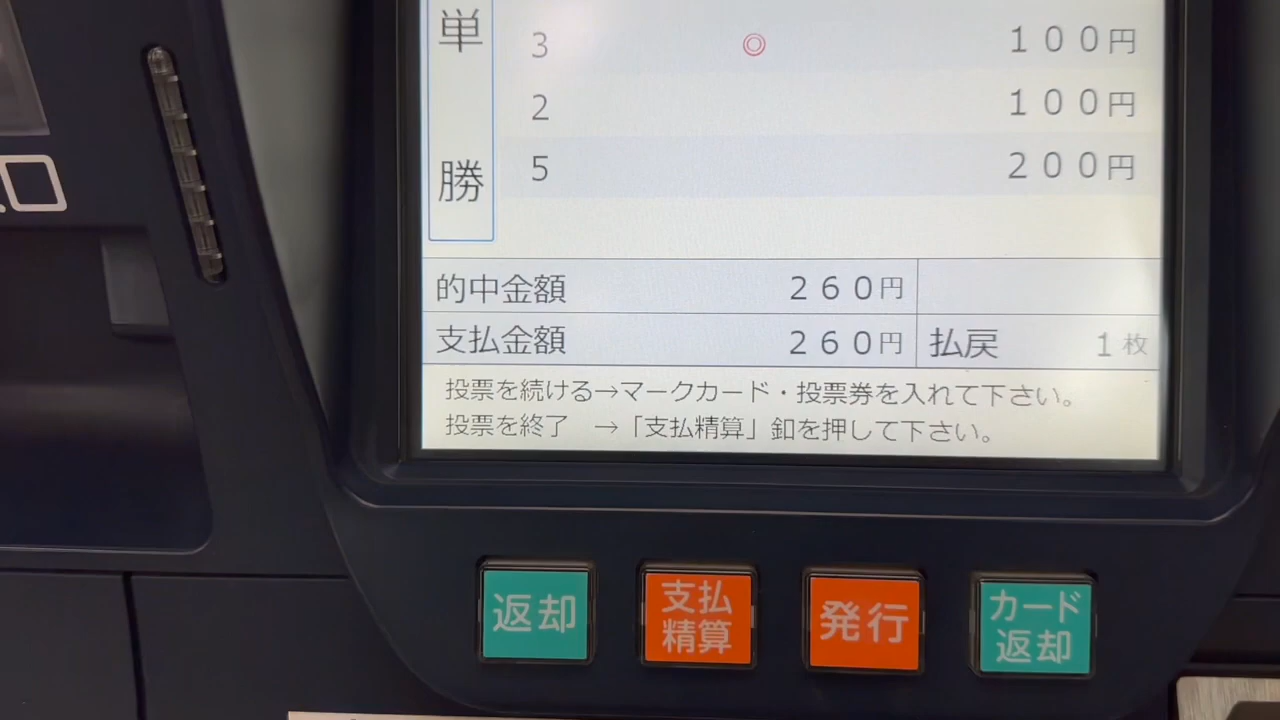 単勝
3 ◎ １００円
2 １００円
5 ２００円
的中金額 ２６０円
支払金額 ２６０円 払戻 1枚
投票を続ける→マークカード・投票券を入れて下さい。
投票を終了 →「支払精算」釦を押して下さい。
返却
支払
精算
発行
カード
返却